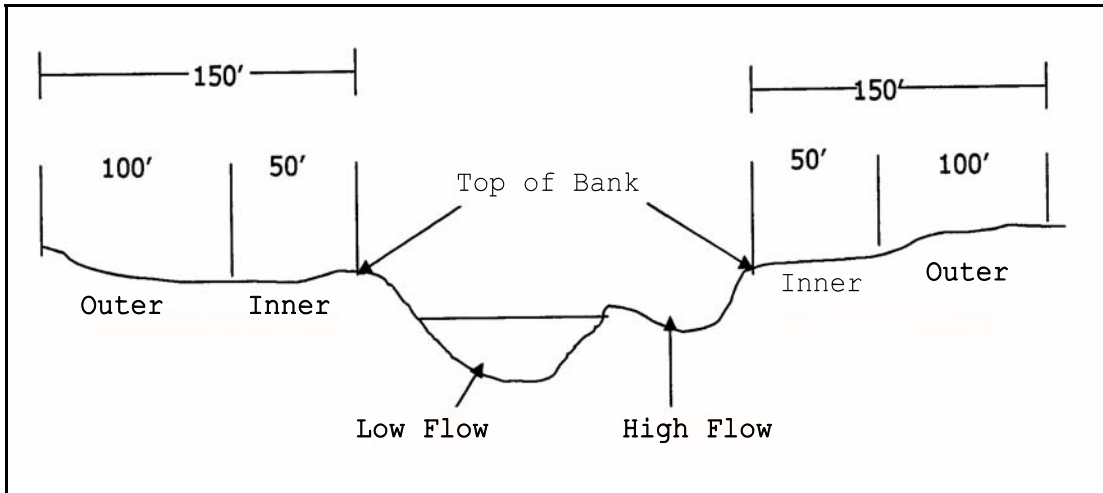 150'
150'
100'
50'
50'
100'
Top of Bank
Outer
Inner
Inner
Outer
Low Flow
High Flow